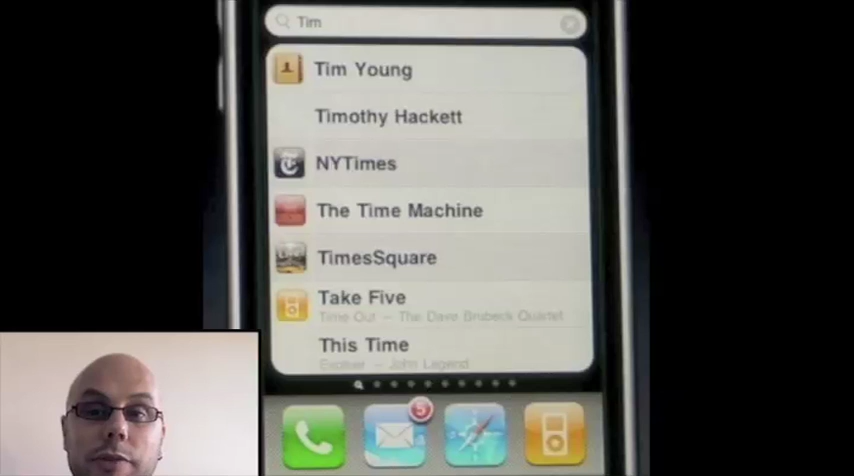 Tim
Tim Young
Timothy Hackett
NYTimes
The Time Machine
TimesSquare
Take Five
Time Out – The Dave Brubeck Quartet
This Time
Evolver – John Legend
5